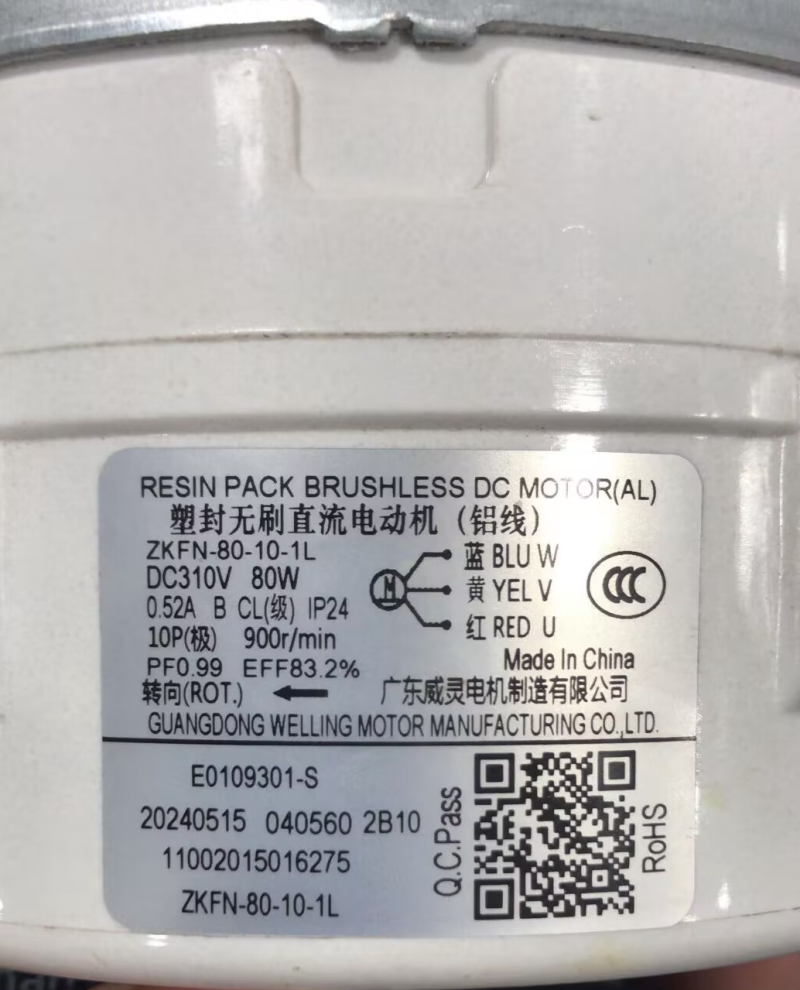 RESIN PACK BRUSHLESS DC MOTOR(AL)
塑封无刷直流电动机（铝线）
ZKFN-80-10-1L
DC310V 80W
0.52A B CL(级) IP24
10P(极) 900r/min
PF0.99 EFF83.2%
转向(ROT.)
M
蓝 BLU W
黄 YEL V
红 RED U
CCC
Made In China
广东威灵电机制造有限公司
GUANGDONG WELLING MOTOR MANUFACTURING CO.,LTD.
E0109301-S
20240515 040560 2B10
11002015016275
ZKFN-80-10-1L
Q.C.Pass
RoHS